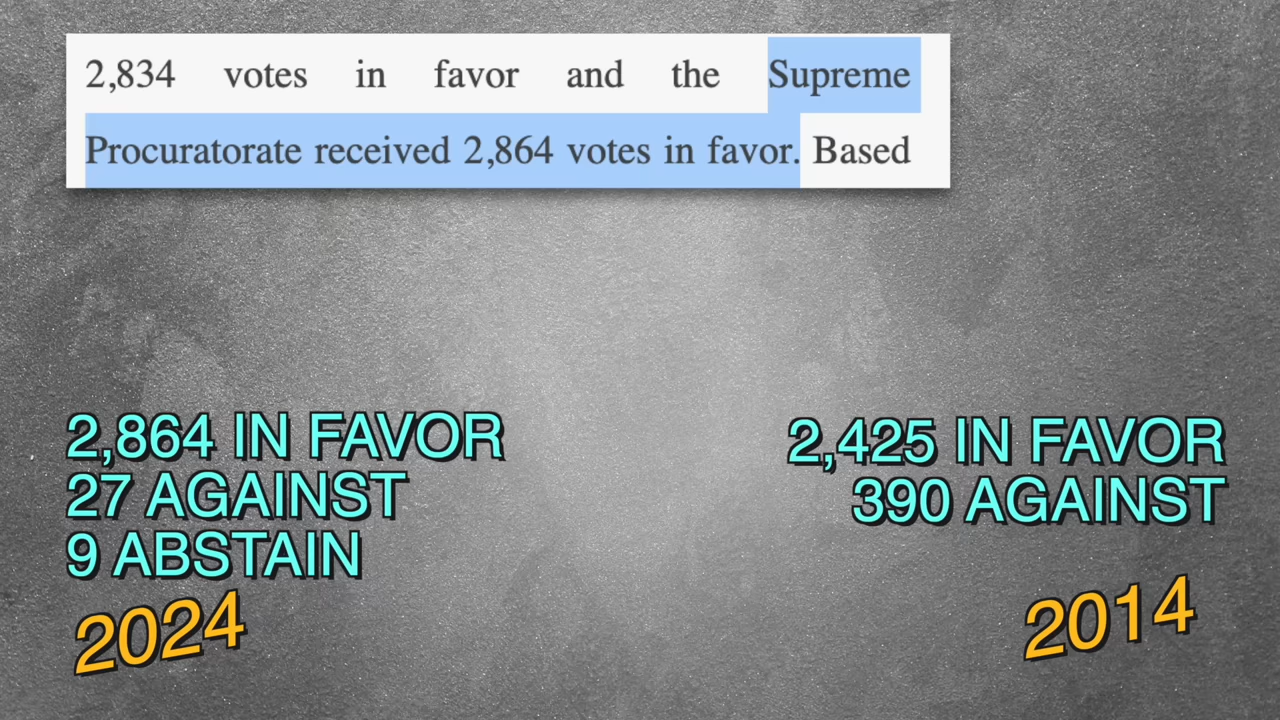 2,834 votes in favor and the Supreme
Procuratorate received 2,864 votes in favor. Based
2,864 IN FAVOR
27 AGAINST
9 ABSTAIN
2024
2,425 IN FAVOR
390 AGAINST
2014